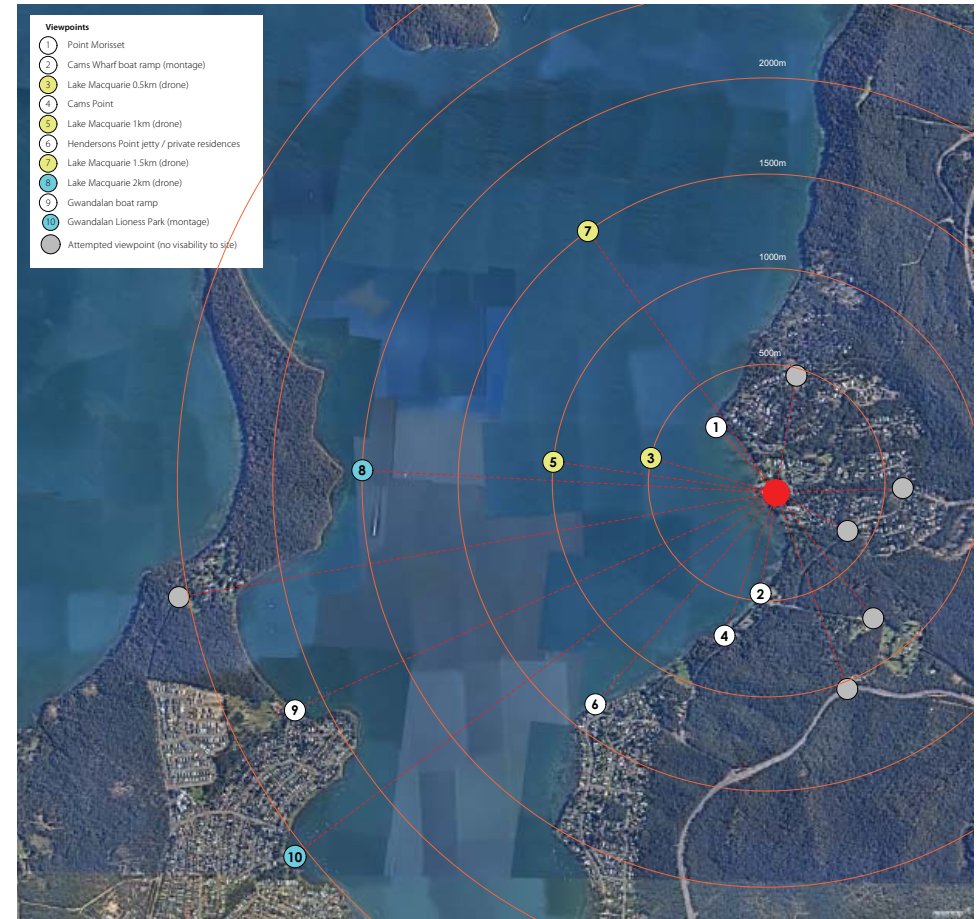 Viewpoints
1 Point Morisset
2 Cams Wharf boat ramp (montage)
3 Lake Macquarie 0.5km (drone)
4 Cams Point
5 Lake Macquarie 1km (drone)
6 Hendersons Point jetty / private residences
7 Lake Macquarie 1.5km (drone)
8 Lake Macquarie 2km (drone)
9 Gwandalan boat ramp
10 Gwandalan Lioness Park (montage)
Attempted viewpoint (no visability to site)
2000m
1500m
7
1000m
500m
1
3
5
8
2
4
6
9
10